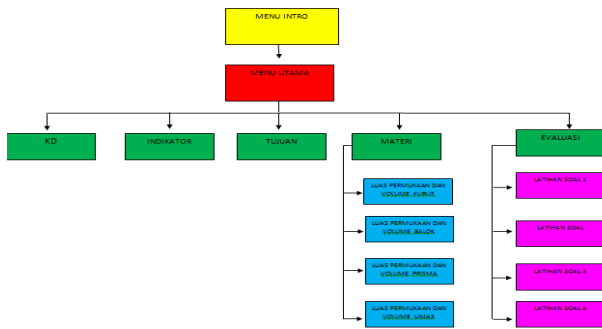 MENU INTRO
MENU UTAMA
KD
INDIKATOR
TUJUAN
MATERI
EVALUASI
LUAS PERMUKAAN DAN
VOLUME KUBUS
LUAS PERMUKAAN DAN
VOLUME BALOK
LUAS PERMUKAAN DAN
VOLUME PRISMA
LUAS PERMUKAAN DAN
VOLUME LIMAS
LATIHAN SOAL 1
LATIHAN SOAL
LATIHAN SOAL 3
LATIHAN SOAL 4